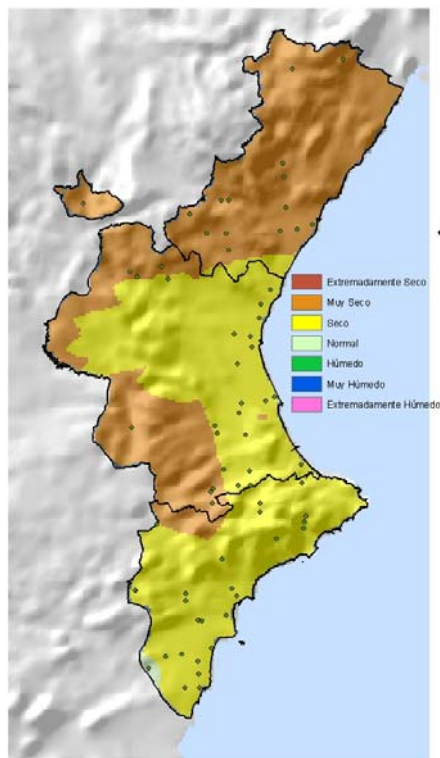 Extremadamente Seco
Muy Seco
Seco
Normal
Húmedo
Muy Húmedo
Extremadamente Húmedo